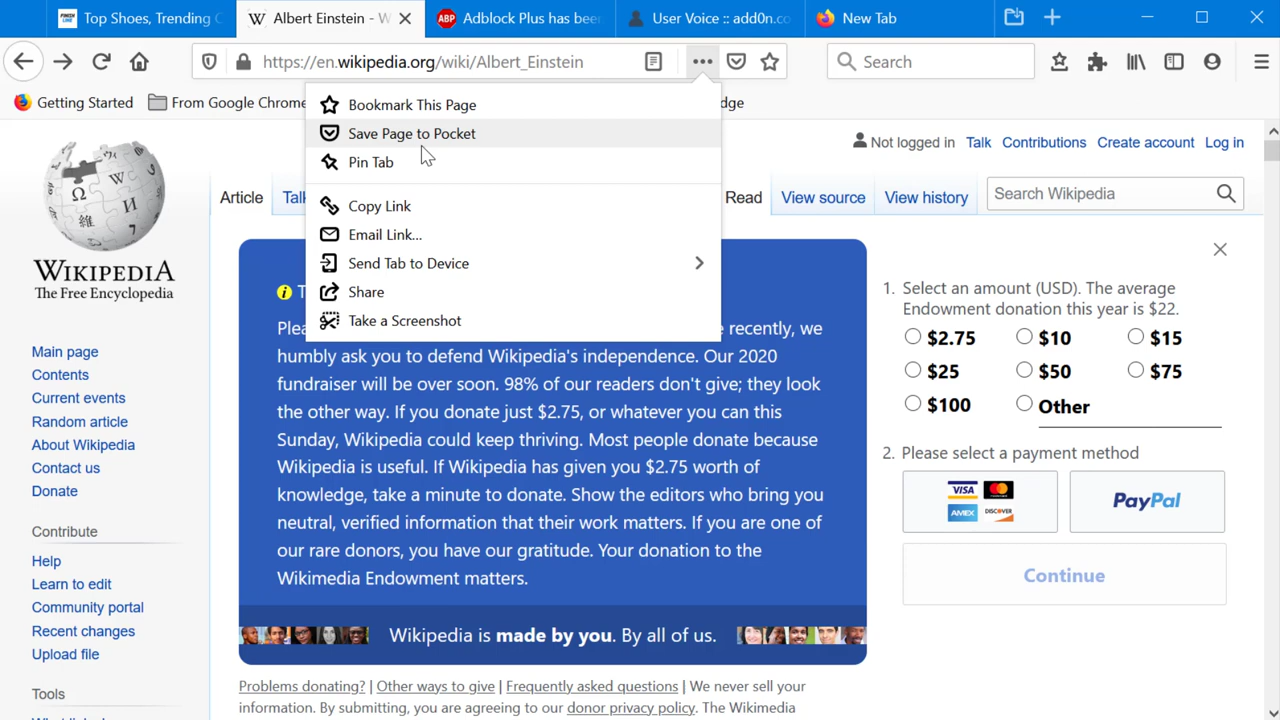 Top Shoes, Trending C
Albert Einstein - W
ABP
Adblock Plus has been
User Voice :: add0n.co
New Tab
https://en.wikipedia.org/wiki/Albert_Einstein
Search
Getting Started
From Google Chrome
dge
Bookmark This Page
Save Page to Pocket
Pin Tab
Copy Link
Email Link...
Send Tab to Device
Share
Take a Screenshot
Not logged in Talk Contributions Create account Log in
Article Talk Read View source View history
Search Wikipedia
WIKIPEDIA
The Free Encyclopedia
Main page
Contents
Current events
Random article
About Wikipedia
Contact us
Donate
Contribute
Help
Learn to edit
Community portal
Recent changes
Upload file
Tools
i T
Plea e recently, we
humbly ask you to defend Wikipedia's independence. Our 2020
fundraiser will be over soon. 98% of our readers don't give; they look
the other way. If you donate just $2.75, or whatever you can this
Sunday, Wikipedia could keep thriving. Most people donate because
Wikipedia is useful. If Wikipedia has given you $2.75 worth of
knowledge, take a minute to donate. Show the editors who bring you
neutral, verified information that their work matters. If you are one of
our rare donors, you have our gratitude. Your donation to the
Wikimedia Endowment matters.
Wikipedia is made by you. By all of us.
1. Select an amount (USD). The average
Endowment donation this year is $22.
$2.75 $10 $15
$25 $50 $75
$100 Other
2. Please select a payment method
VISA
AMEX DISCOVER
PayPal
Continue
Problems donating? | Other ways to give | Frequently asked questions | We never sell your
information. By submitting, you are agreeing to our donor privacy policy. The Wikimedia